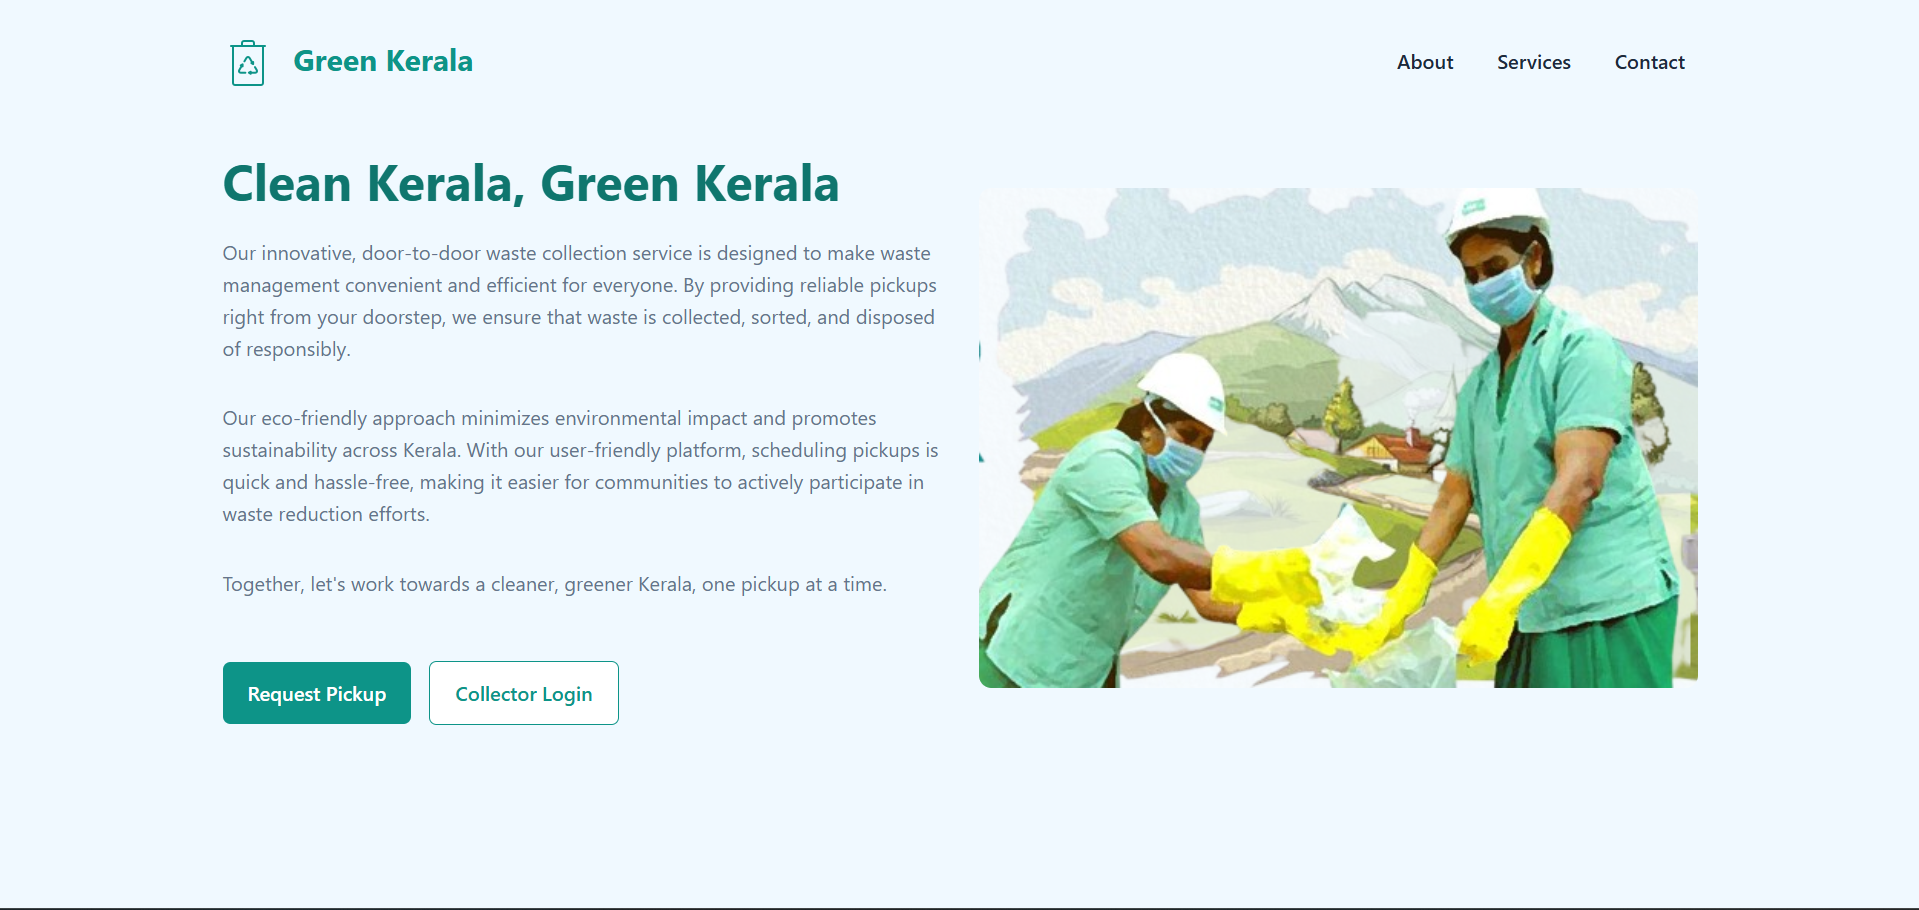 Green Kerala
About Services Contact
Clean Kerala, Green Kerala
Our innovative, door-to-door waste collection service is designed to make waste
management convenient and efficient for everyone. By providing reliable pickups
right from your doorstep, we ensure that waste is collected, sorted, and disposed
of responsibly.
Our eco-friendly approach minimizes environmental impact and promotes
sustainability across Kerala. With our user-friendly platform, scheduling pickups is
quick and hassle-free, making it easier for communities to actively participate in
waste reduction efforts.
Together, let's work towards a cleaner, greener Kerala, one pickup at a time.
Request Pickup
Collector Login